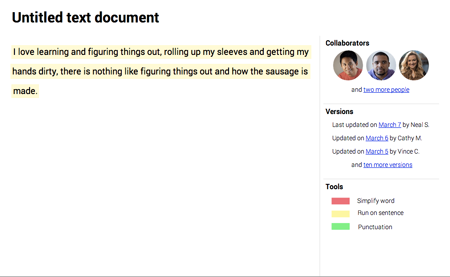 Untitled text document
I love learning and figuring things out, rolling up my sleeves and getting my
hands dirty, there is nothing like figuring things out and how the sausage is
made.
Collaborators
and two more people
Versions
Last updated on March 7 by Neal S.
Updated on March 6 by Cathy M.
Updated on March 5 by Vince C.
and ten more versions
Tools
Simplify word
Run on sentence
Punctuation